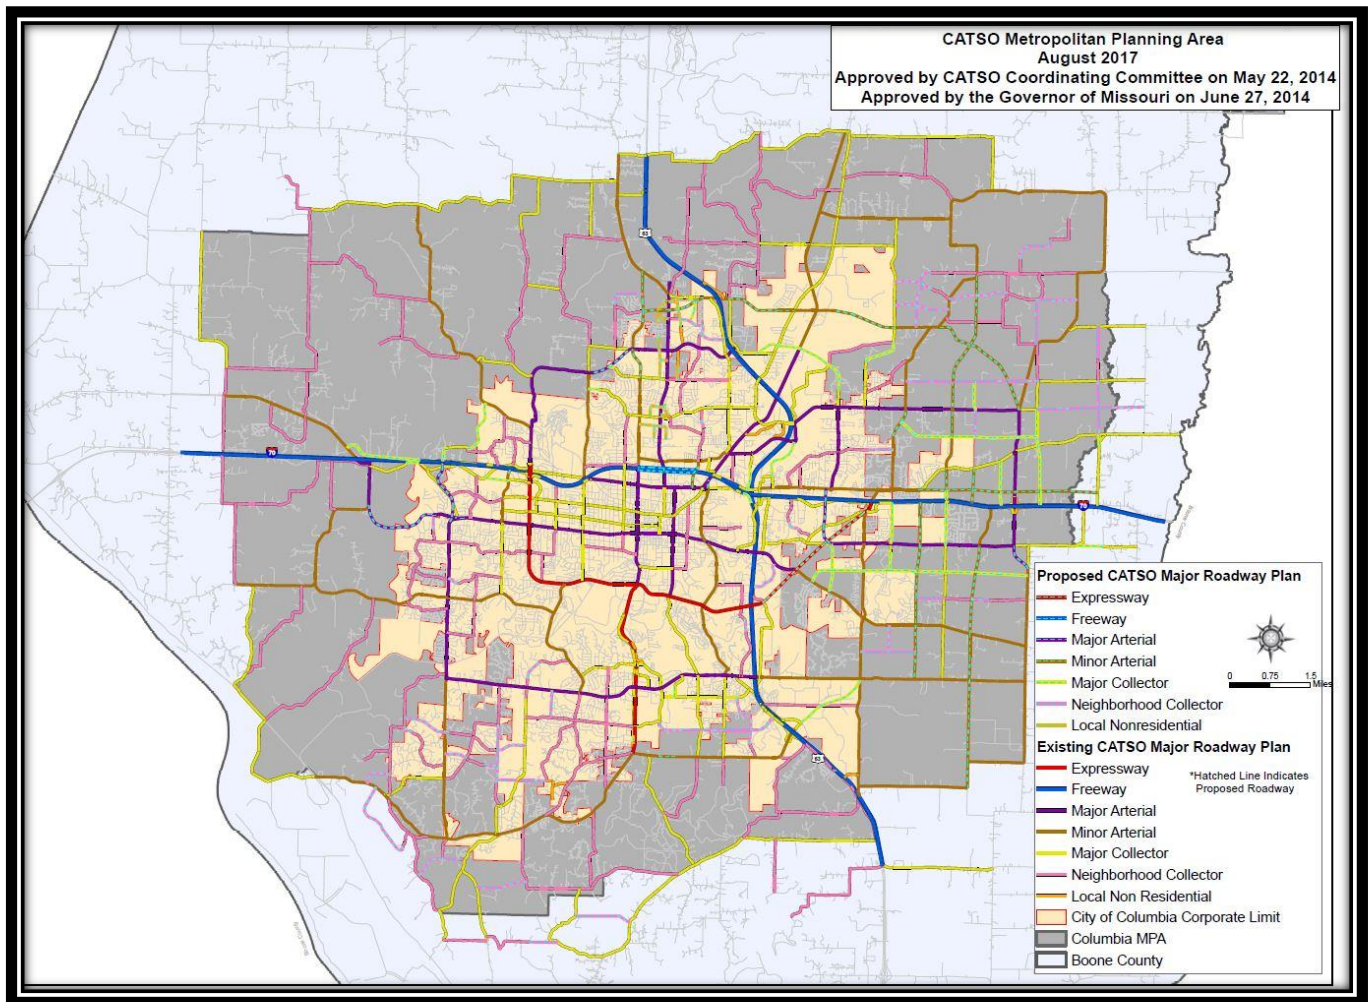 CATSO Metropolitan Planning Area
August 2017
Approved by CATSO Coordinating Committee on May 22, 2014
Approved by the Governor of Missouri on June 27, 2014
63
70
70
63
Proposed CATSO Major Roadway Plan
Expressway
Freeway
Major Arterial
Minor Arterial
Major Collector
Neighborhood Collector
Local Nonresidential
0 0.75 1.5
Miles
Existing CATSO Major Roadway Plan
Expressway
*Hatched Line Indicates
Proposed Roadway
Freeway
Major Arterial
Minor Arterial
Major Collector
Neighborhood Collector
Local Non Residential
City of Columbia Corporate Limit
Columbia MPA
Boone County